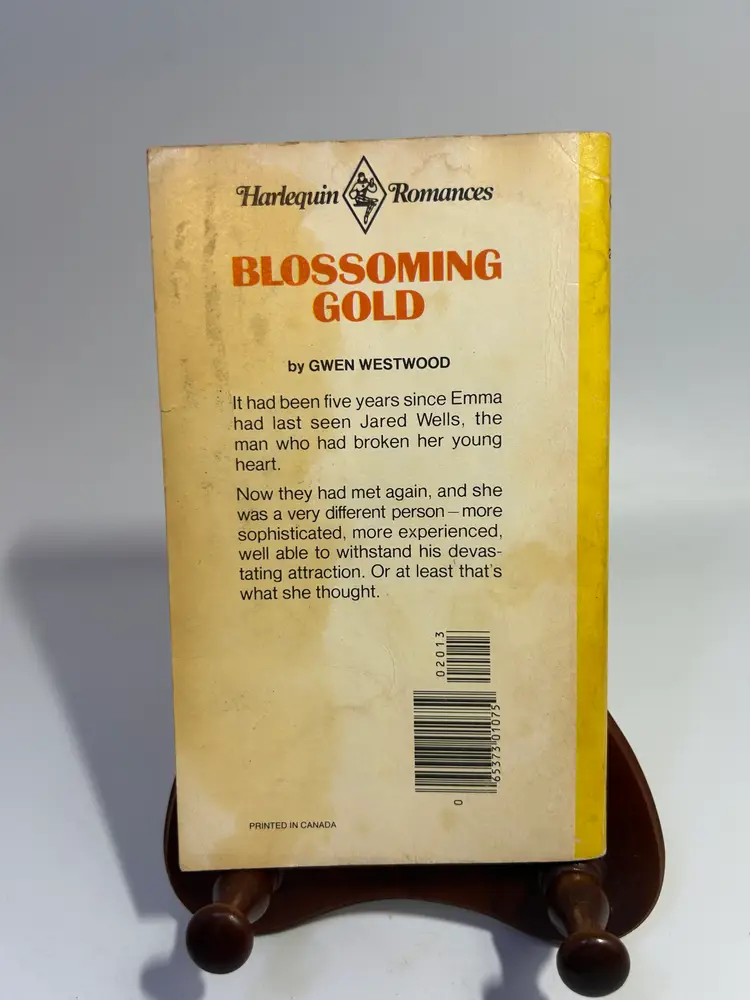 Harlequin Romances
BLOSSOMING
GOLD
by GWEN WESTWOOD
It had been five years since Emma
had last seen Jared Wells, the
man who had broken her young
heart.
Now they had met again, and she
was a very different person—more
sophisticated, more experienced,
well able to withstand his devas-
tating attraction. Or at least that's
what she thought.
02013
0 65373 01075
PRINTED IN CANADA